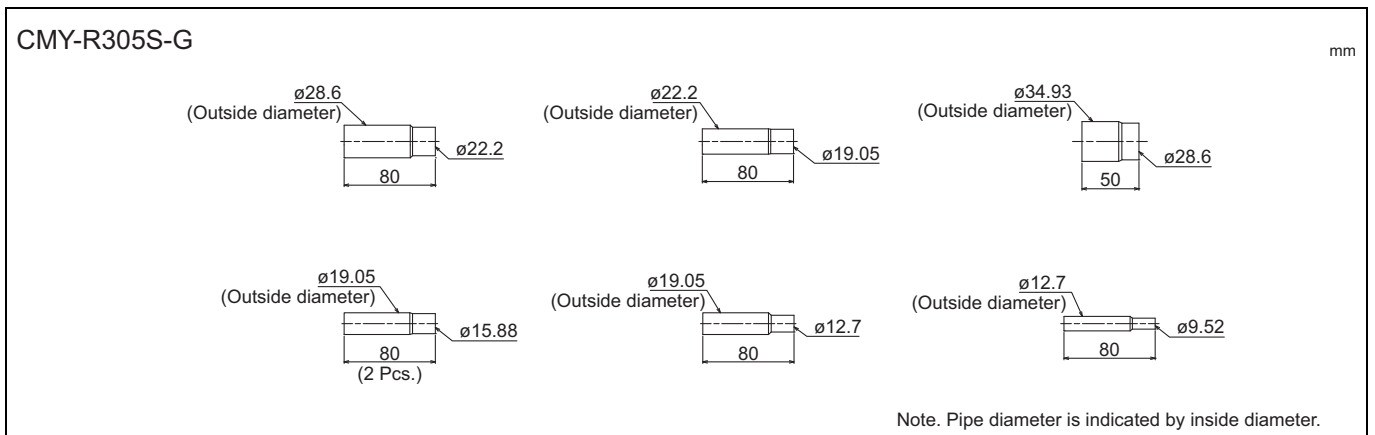 CMY-R305S-G
mm
ø28.6
(Outside diameter)
ø22.2
80
ø22.2
(Outside diameter)
ø19.05
80
ø34.93
(Outside diameter)
ø28.6
50
ø19.05
(Outside diameter)
ø15.88
80
(2 Pcs.)
ø19.05
(Outside diameter)
ø12.7
80
ø12.7
(Outside diameter)
ø9.52
80
Note. Pipe diameter is indicated by inside diameter.